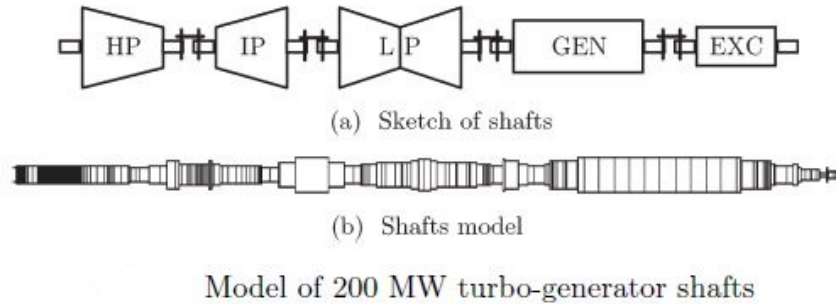 HP IP L P GEN EXC
(a) Sketch of shafts
(b) Shafts model
Model of 200 MW turbo-generator shafts